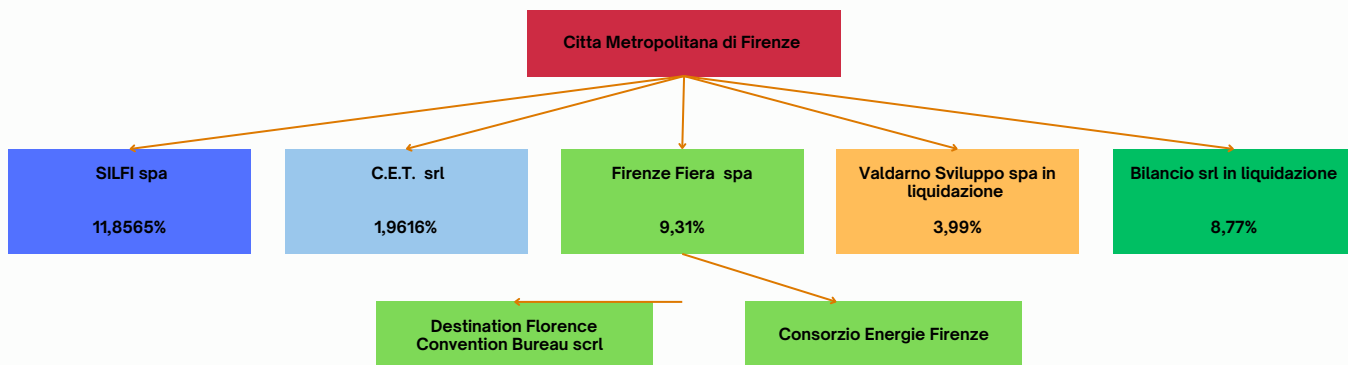 Citta Metropolitana di Firenze
SILFI spa
11,8565%
C.E.T. srl
1,9616%
Firenze Fiera spa
9,31%
Valdarno Sviluppo spa in
liquidazione
3,99%
Bilancio srl in liquidazione
8,77%
Destination Florence
Convention Bureau scrl
Consorzio Energie Firenze